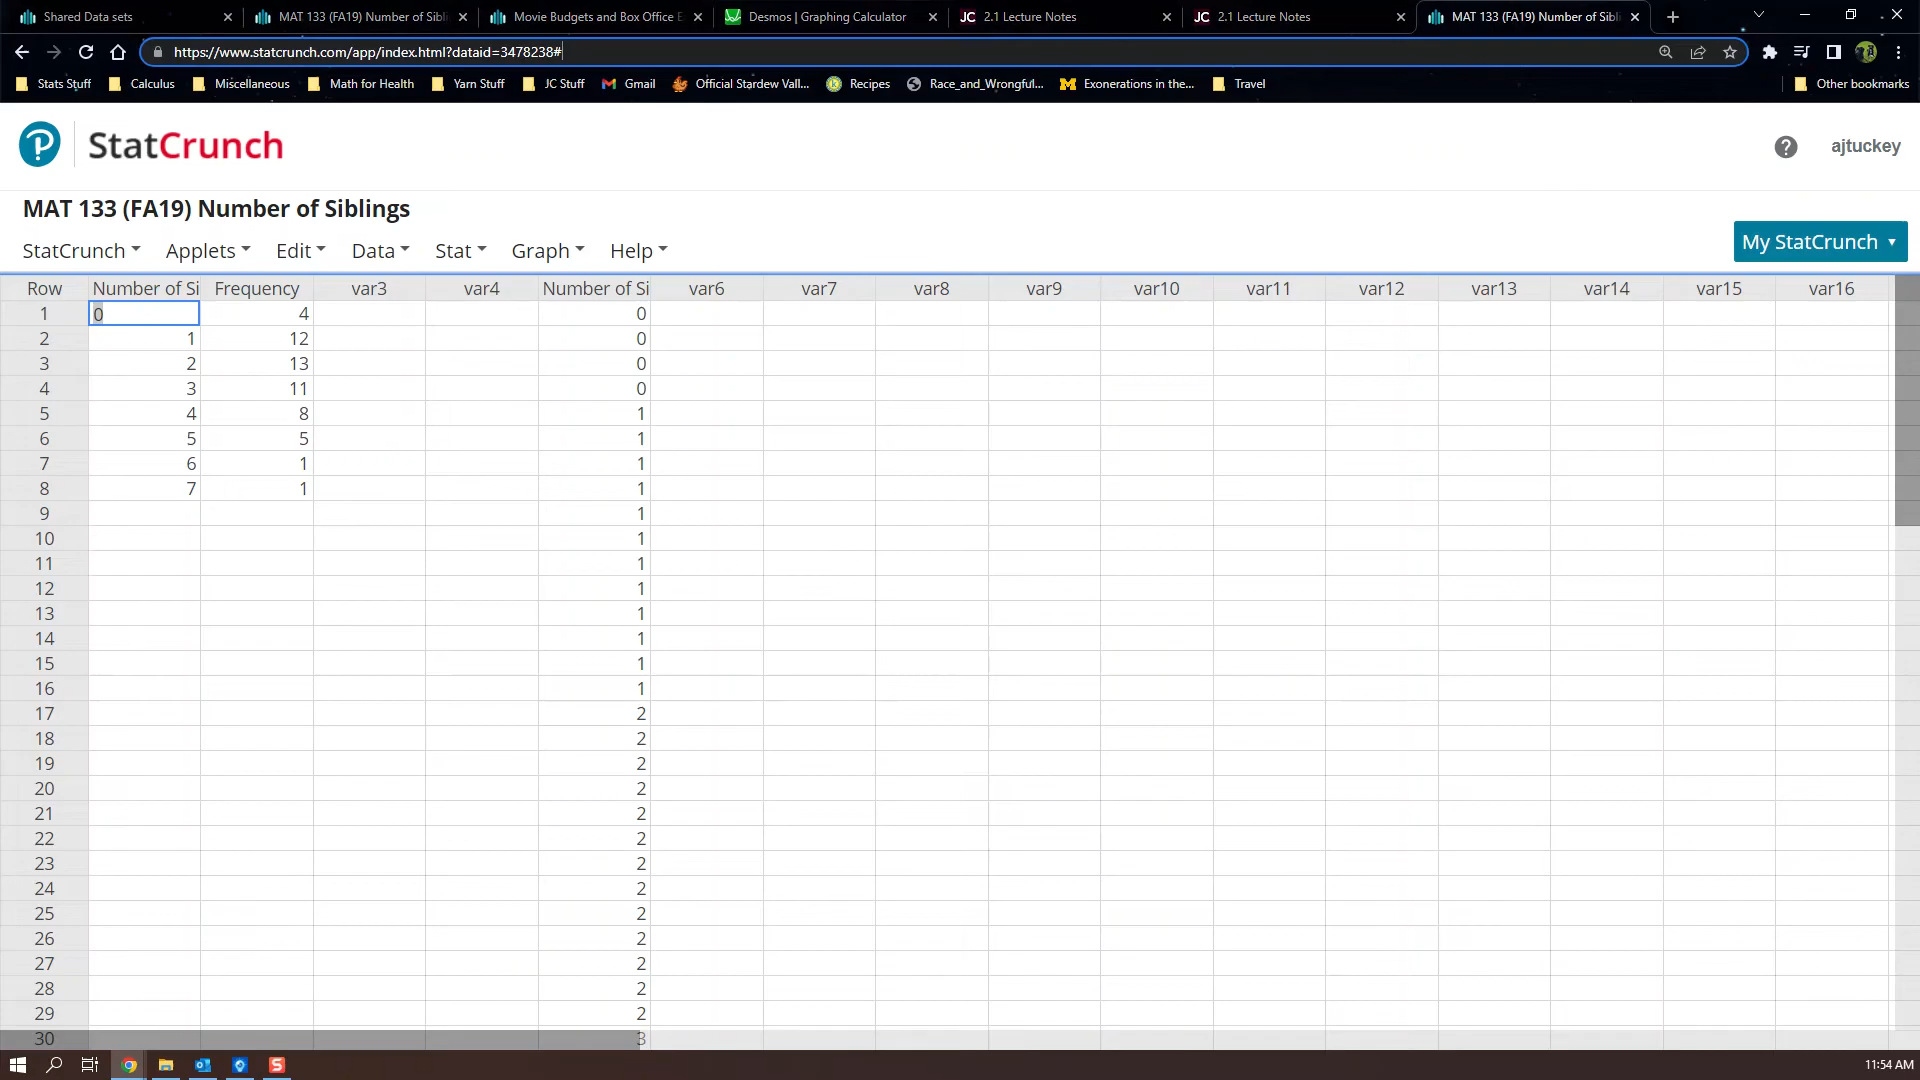 Shared Data sets
MAT 133 (FA19) Number of Sibli
Movie Budgets and Box Office E
Desmos | Graphing Calculator
JC 2.1 Lecture Notes
JC 2.1 Lecture Notes
MAT 133 (FA19) Number of Sibli
https://www.statcrunch.com/app/index.html?dataid=3478238#
Stats Stuff Calculus Miscellaneous Math for Health Yarn Stuff JC Stuff Gmail Official Stardew Vall... Recipes Race_and_Wrongful... Exonerations in the... Travel Other bookmarks
P StatCrunch ? ajtuckey
MAT 133 (FA19) Number of Siblings
My StatCrunch
StatCrunch Applets Edit Data Stat Graph Help
Row Number of Si Frequency var3 var4 Number of Si var6 var7 var8 var9 var10 var11 var12 var13 var14 var15 var16
1 0 4 0
2 1 12 0
3 2 13 0
4 3 11 0
5 4 8 1
6 5 5 1
7 6 1 1
8 7 1 1
9 1
10 1
11 1
12 1
13 1
14 1
15 1
16 1
17 2
18 2
19 2
20 2
21 2
22 2
23 2
24 2
25 2
26 2
27 2
28 2
29 2
30 3
S 11:54 AM